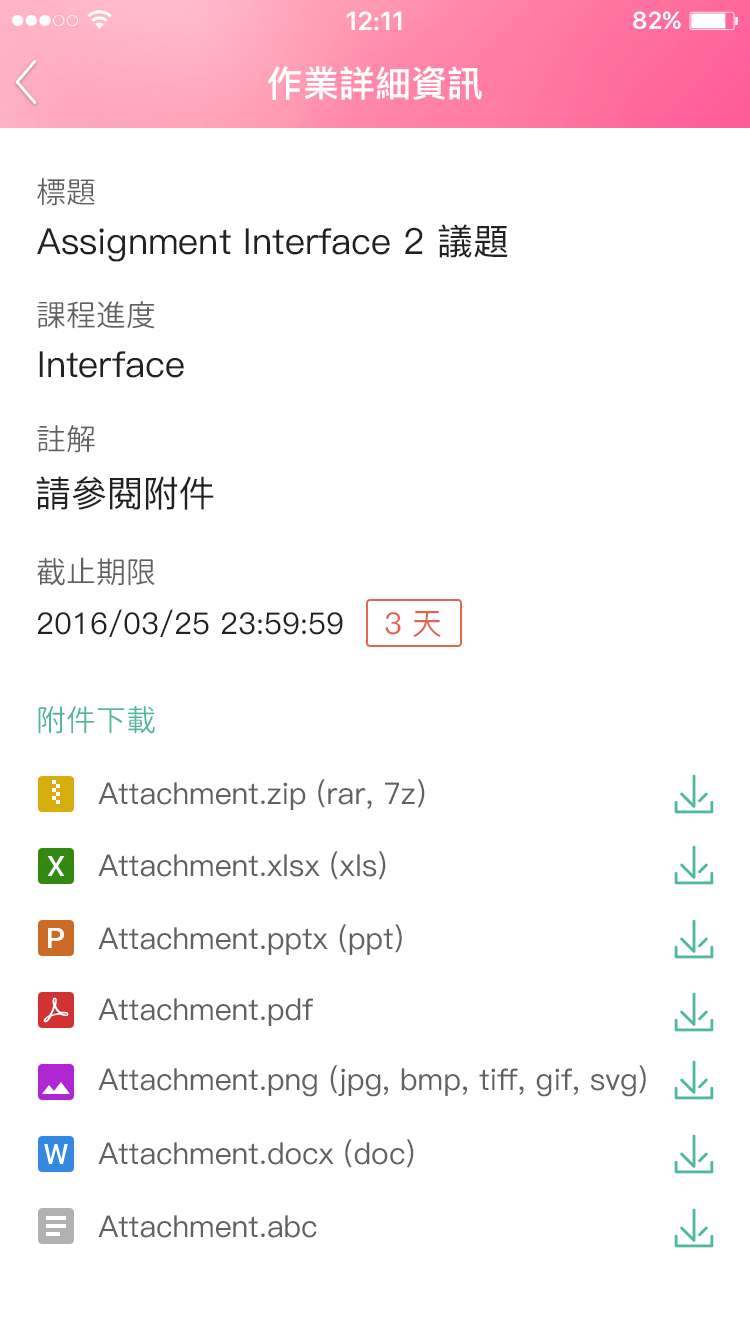 12:11
82%
作業詳細資訊
標題
Assignment Interface 2 議題
課程進度
Interface
註解
請參閱附件
截止期限
2016/03/25 23:59:59 3 天
附件下載
Attachment.zip (rar, 7z)
X Attachment.xlsx (xls)
P Attachment.pptx (ppt)
Attachment.pdf
Attachment.png (jpg, bmp, tiff, gif, svg)
W Attachment.docx (doc)
Attachment.abc